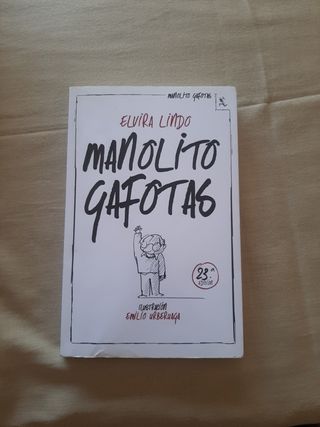 MANOLITO GAFOTAS
ELVIRA LINDO
MANOLITO
GAFOTAS
23.ª
EDICIÓN
ILUSTRACIÓN
EMILIO URBERUAGA